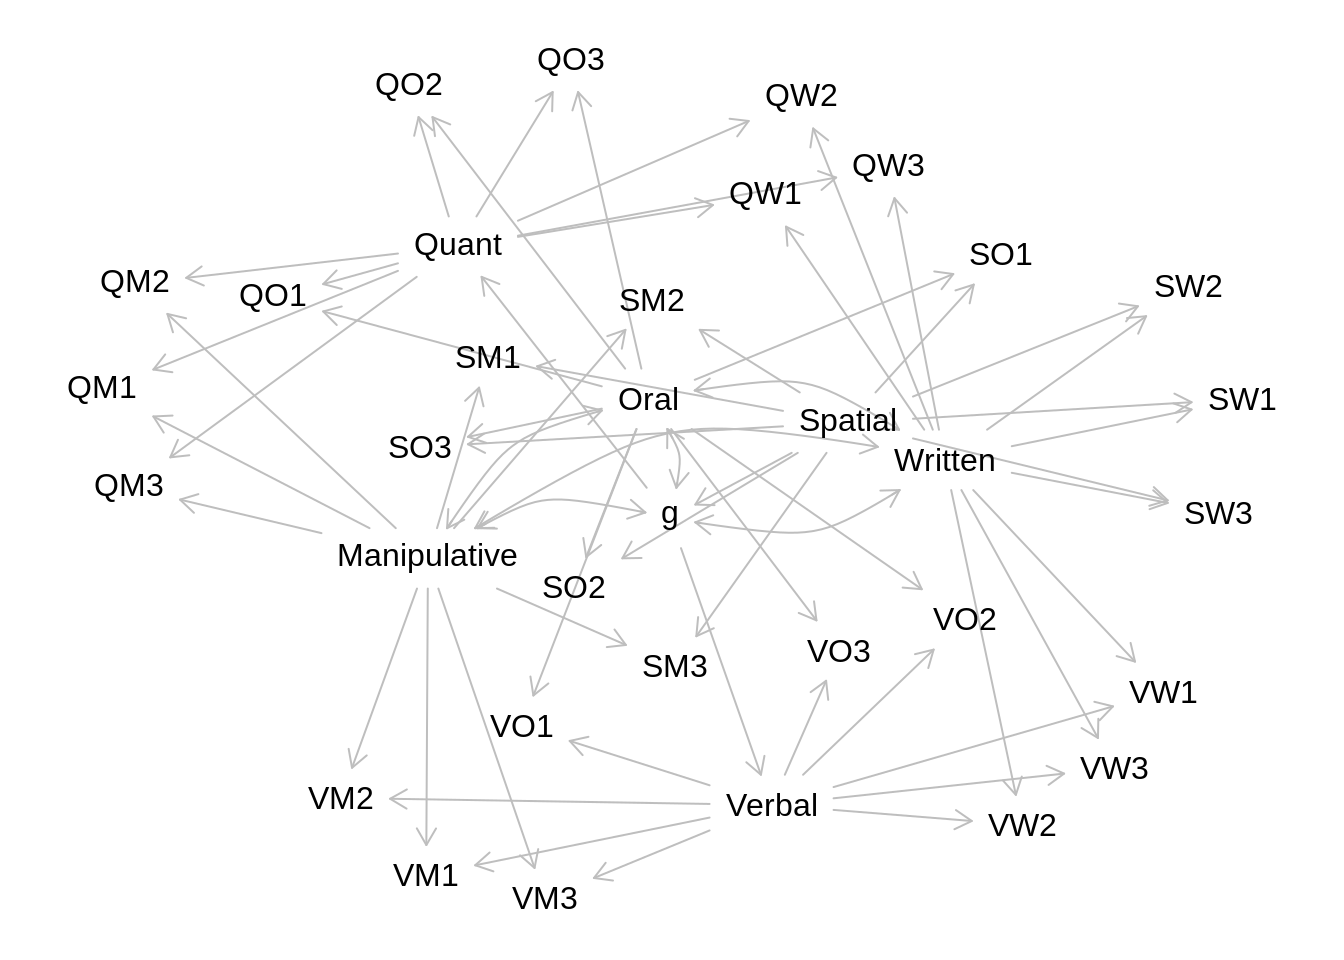 QO3
QO2
QW2
QW3
QW1
Quant
SO1
QM2
SW2
QO1
SM2
SM1
QM1
Oral
SW1
Spatial
SO3
Written
QM3
g
SW3
Manipulative
SO2
VO2
VO3
SM3
VW1
VO1
VW3
VM2
Verbal
VW2
VM1
VM3